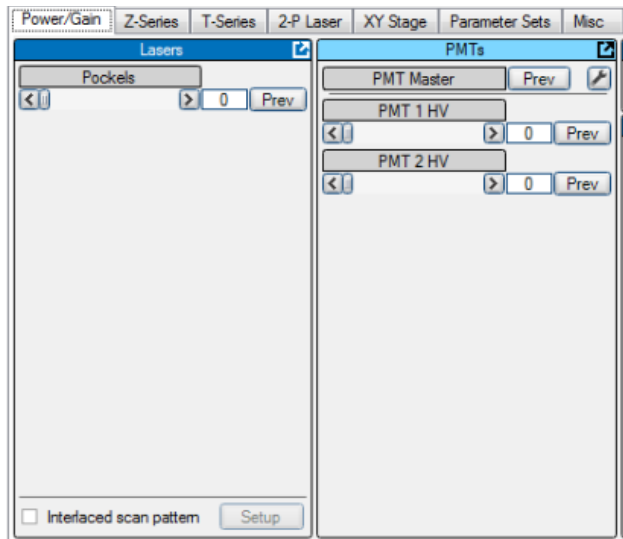 Power/Gain Z-Series T-Series 2-P Laser XY Stage Parameter Sets Misc
Lasers
Pockels
0 Prev
Interlaced scan pattern Setup
PMTs
PMT Master Prev
PMT 1 HV
0 Prev
PMT 2 HV
0 Prev